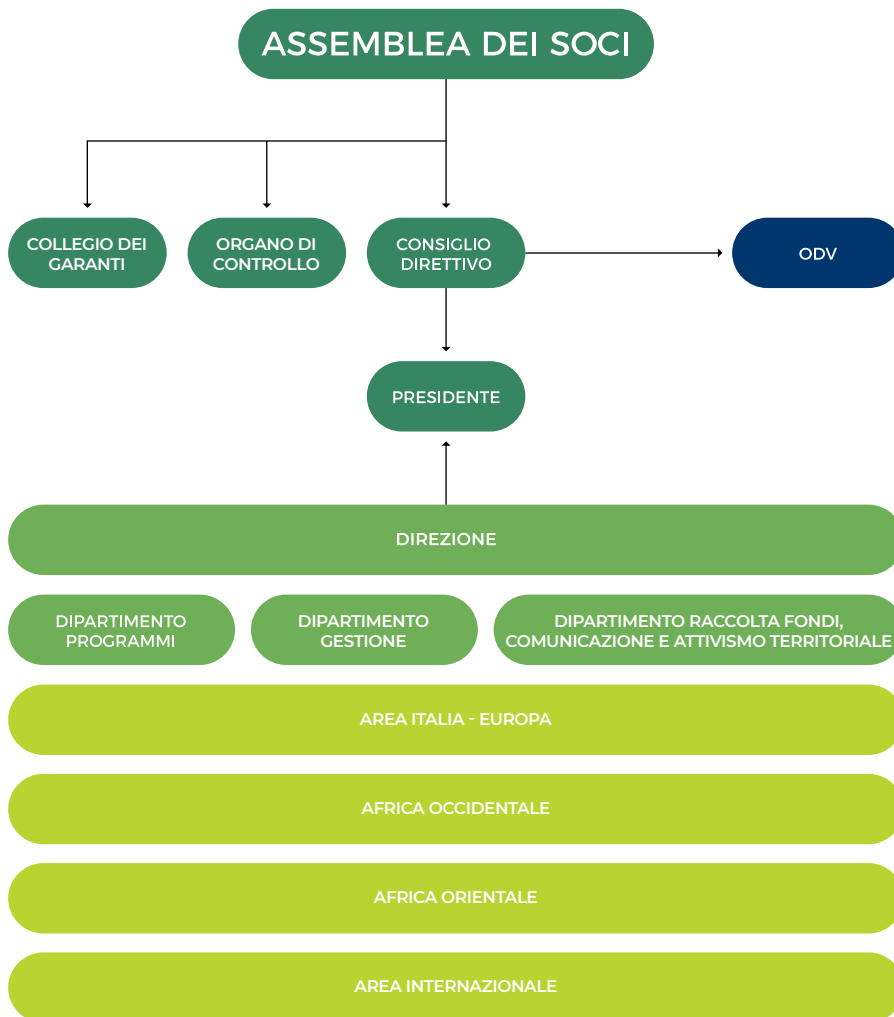 ASSEMBLEA DEI SOCI
COLLEGIO DEI
GARANTI
ORGANO DI
CONTROLLO
CONSIGLIO
DIRETTIVO
ODV
PRESIDENTE
DIREZIONE
DIPARTIMENTO
PROGRAMMI
DIPARTIMENTO
GESTIONE
DIPARTIMENTO RACCOLTA FONDI,
COMUNICAZIONE E ATTIVISMO TERRITORIALE
AREA ITALIA - EUROPA
AFRICA OCCIDENTALE
AFRICA ORIENTALE
AREA INTERNAZIONALE